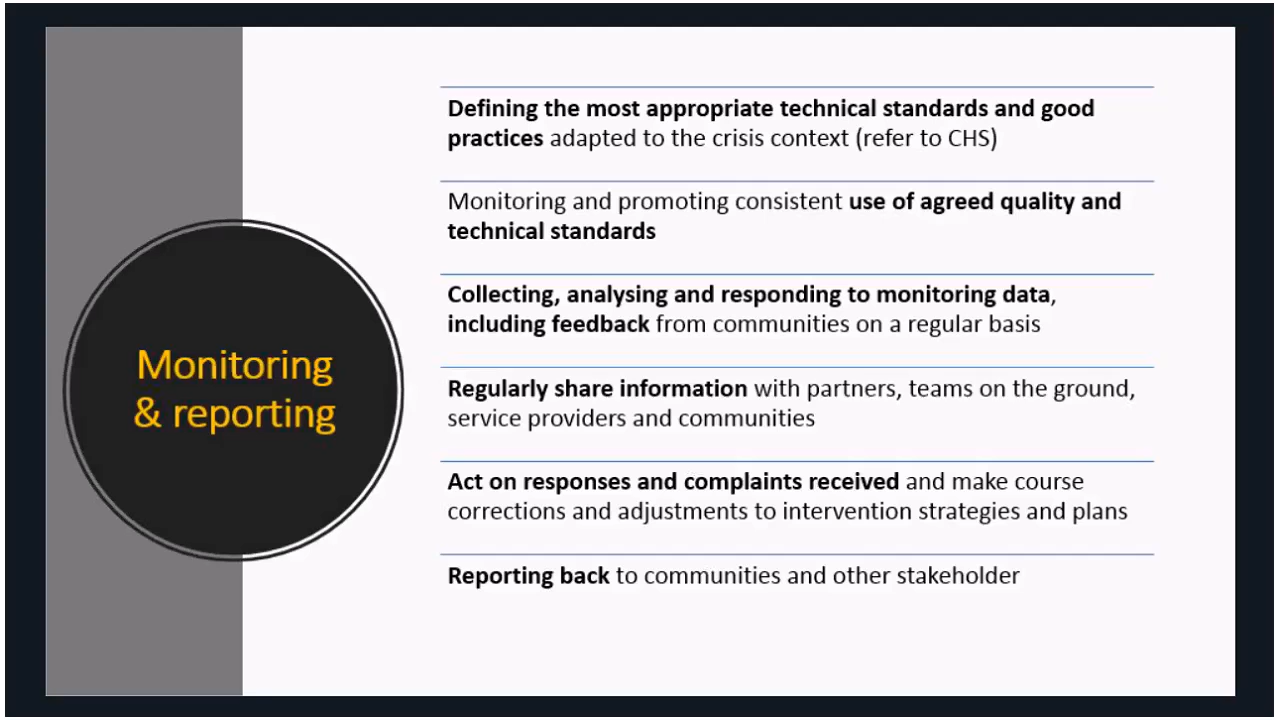 Monitoring
& reporting
Defining the most appropriate technical standards and good
practices adapted to the crisis context (refer to CHS)
Monitoring and promoting consistent use of agreed quality and
technical standards
Collecting, analysing and responding to monitoring data,
including feedback from communities on a regular basis
Regularly share information with partners, teams on the ground,
service providers and communities
Act on responses and complaints received and make course
corrections and adjustments to intervention strategies and plans
Reporting back to communities and other stakeholder